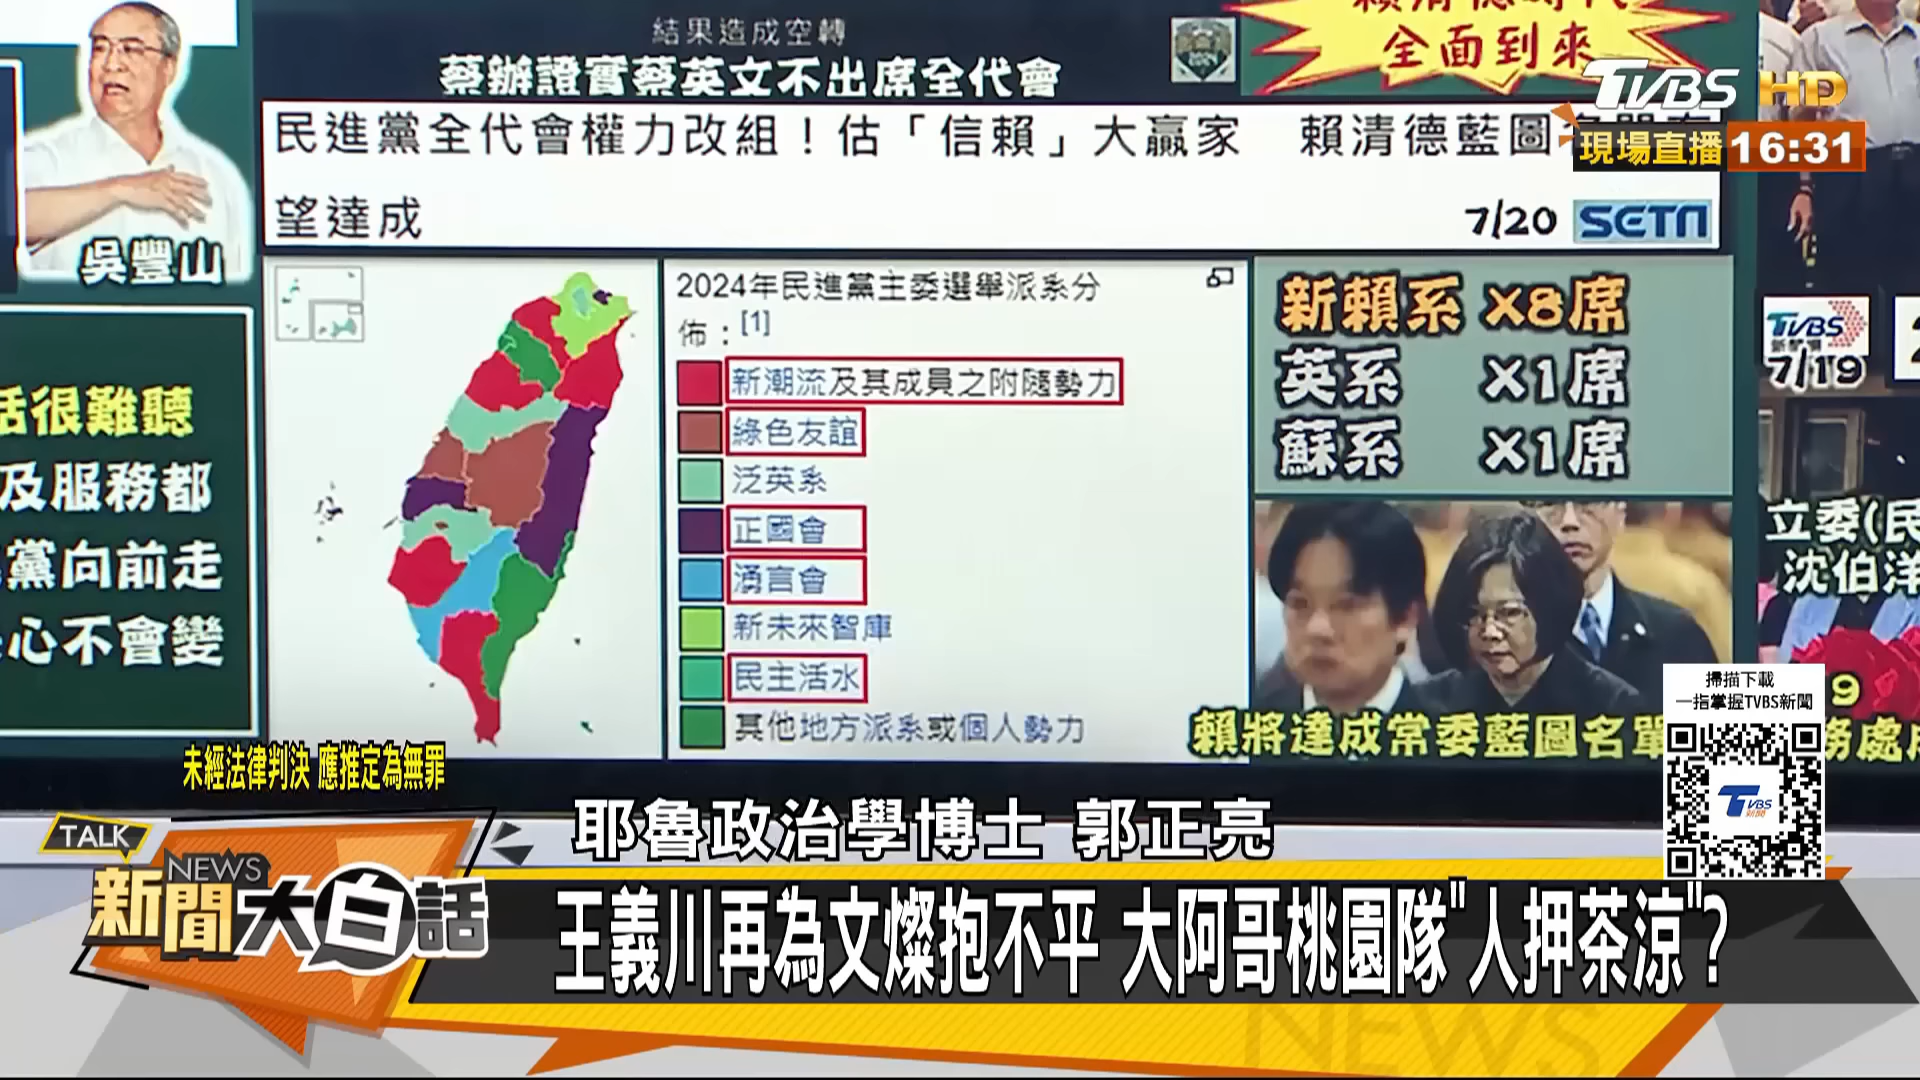 結果造成空轉
蔡辦證實蔡英文不出席全代會
全面到來
TVBS HD
現場直播 16:31
民進黨全代會權力改組！估「信賴」大贏家 賴清德藍圖
望達成
7/20 SETN
吳豐山
話很難聽
及服務都
黨向前走
心不會變
2024年民進黨主委選舉派系分
佈：[1]
新潮流及其成員之附隨勢力
綠色友誼
泛英系
正國會
湧言會
新未來智庫
民主活水
其他地方派系或個人勢力
新賴系 X8席
英系 X1席
蘇系 X1席
賴將達成常委藍圖名單
TVBS
新聞網
7/19
立委(民
沈伯洋
9
務處
掃描下載
一指掌握TVBS新聞
TVBS
新聞
未經法律判決 應推定為無罪
TALK
NEWS
新聞大白話
耶魯政治學博士 郭正亮
王義川再為文燦抱不平 大阿哥桃園隊"人押茶涼"?
NEWS